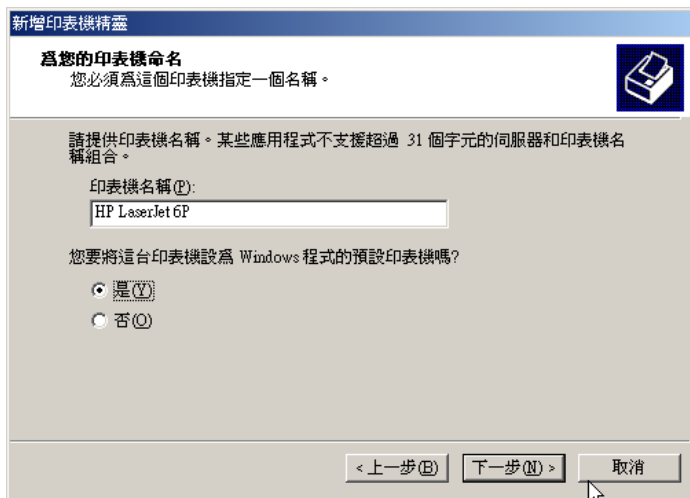 新增印表機精靈
為您的印表機命名
您必須為這個印表機指定一個名稱。
請提供印表機名稱。某些應用程式不支援超過 31 個字元的伺服器和印表機名
稱組合。
印表機名稱(P):
HP LaserJet 6P
您要將這台印表機設為 Windows 程式的預設印表機嗎?
是(Y)
否(O)
<上一步(B) 下一步(N)> 取消